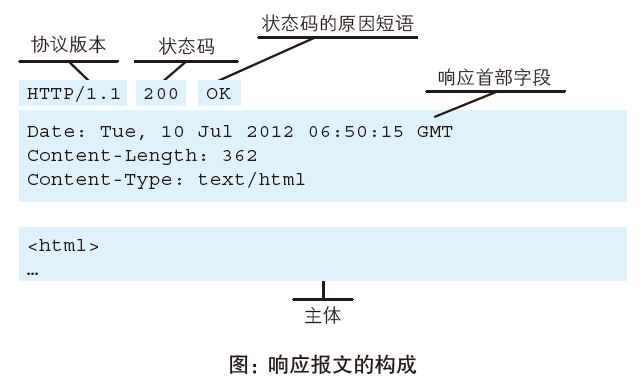 状态码的原因短语
协议版本 状态码
HTTP/1.1 200 OK
响应首部字段
Date: Tue, 10 Jul 2012 06:50:15 GMT
Content-Length: 362
Content-Type: text/html
<html>
…
主体
图：响应报文的构成